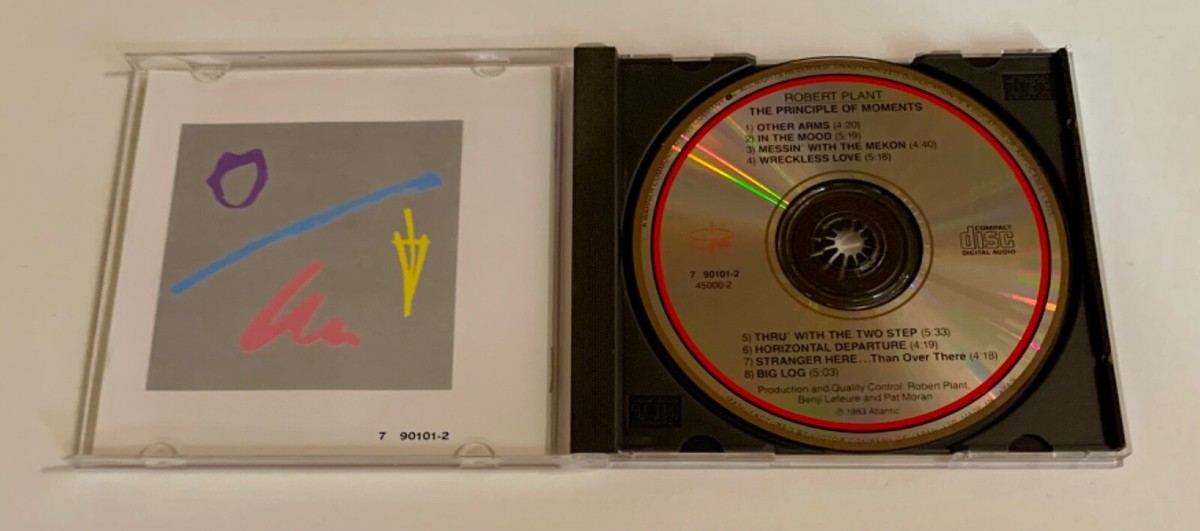 7 90101-2
ROBERT PLANT
THE PRINCIPLE OF MOMENTS
1) OTHER ARMS (4:20)
2) IN THE MOOD (5:19)
3) MESSIN' WITH THE MEKON (4:40)
4) WRECKLESS LOVE (5:18)
7 90101-2
45000-2
COMPACT
disc
DIGITAL AUDIO
5) THRU' WITH THE TWO STEP (5:33)
6) HORIZONTAL DEPARTURE (4:19)
7) STRANGER HERE...Than Over There (4:18)
8) BIG LOG (5:03)
Production and Quality Control: Robert Plant,
Benji Lefeure and Pat Moran
℗ 1983 Atlantic